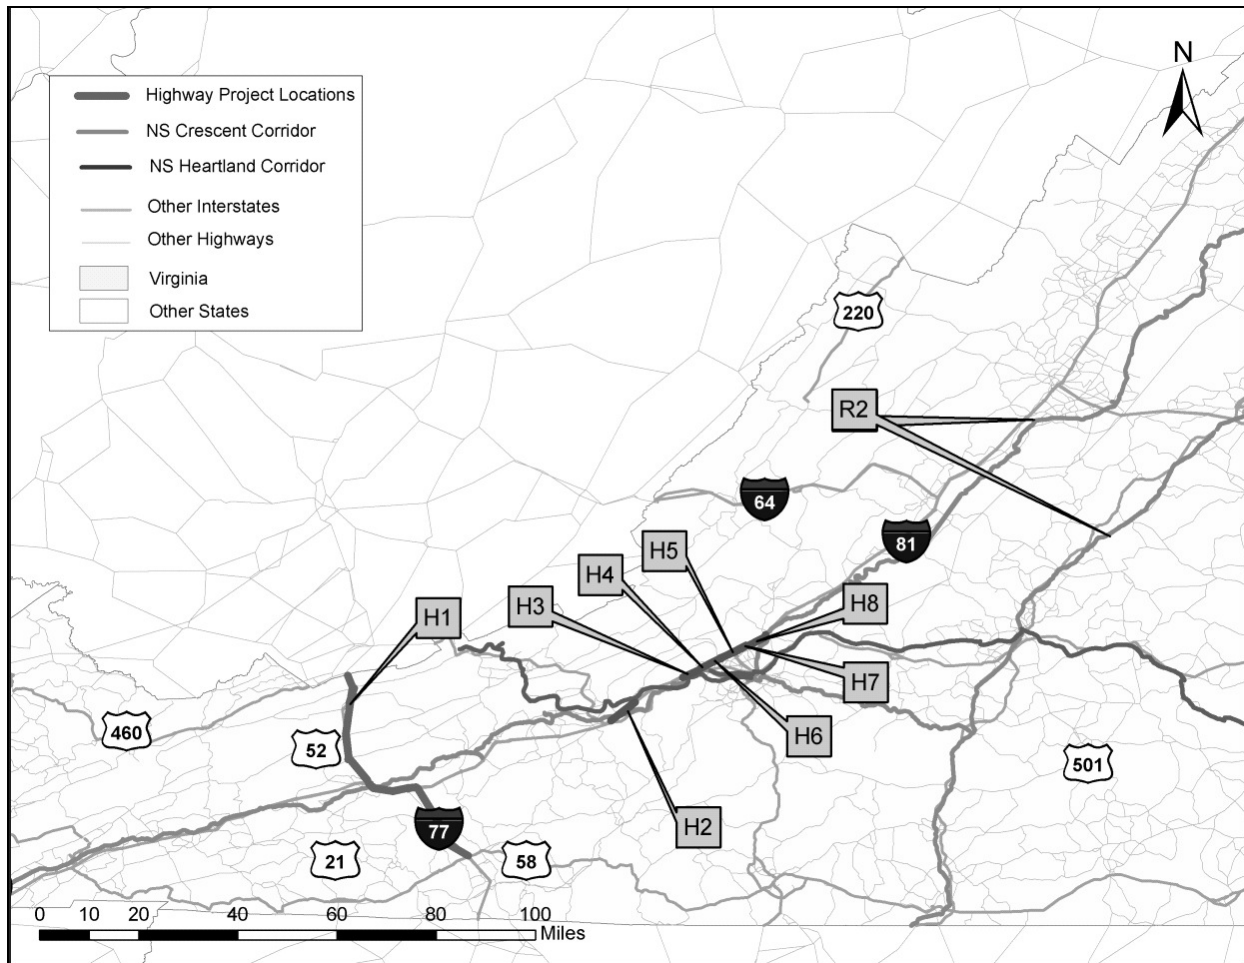 N
Highway Project Locations
NS Crescent Corridor
NS Heartland Corridor
Other Interstates
Other Highways
Virginia
Other States
220
R2
64
81
H5
H4
H3
H8
H1
H7
460
52
H6
501
77
H2
21
58
0 10 20 40 60 80 100
Miles